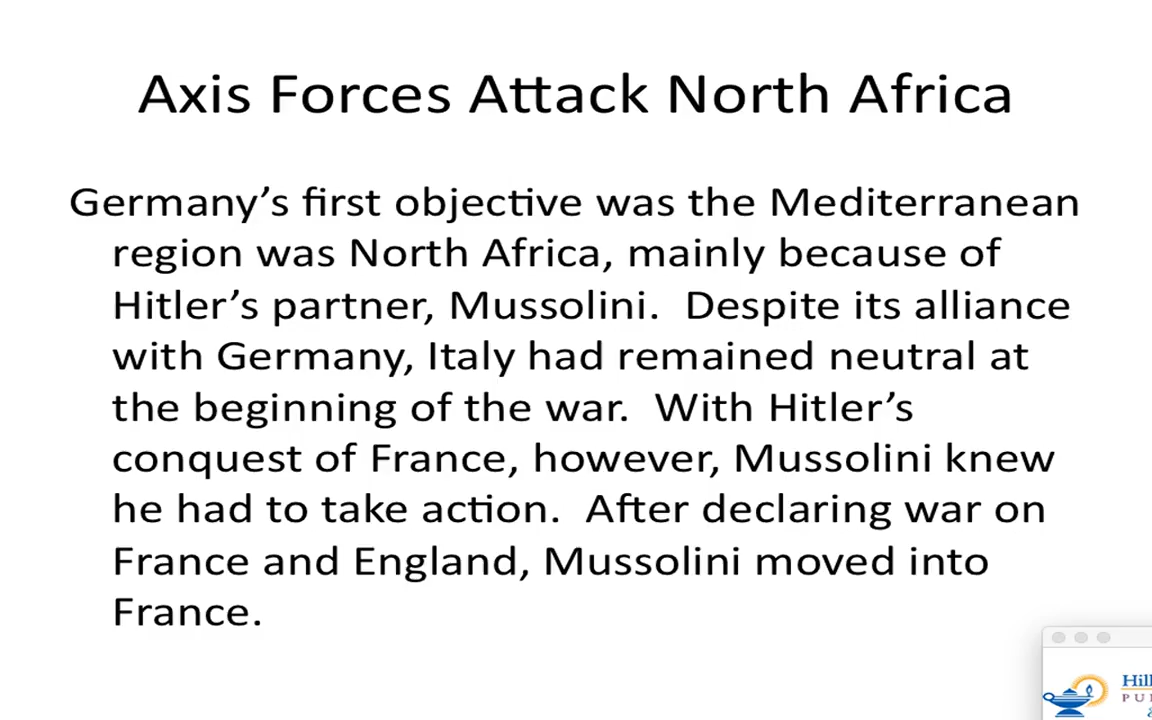 Axis Forces Attack North Africa
Germany’s first objective was the Mediterranean
region was North Africa, mainly because of
Hitler’s partner, Mussolini.  Despite its alliance
with Germany, Italy had remained neutral at
the beginning of the war.  With Hitler’s
conquest of France, however, Mussolini knew
he had to take action.  After declaring war on
France and England, Mussolini moved into
France.